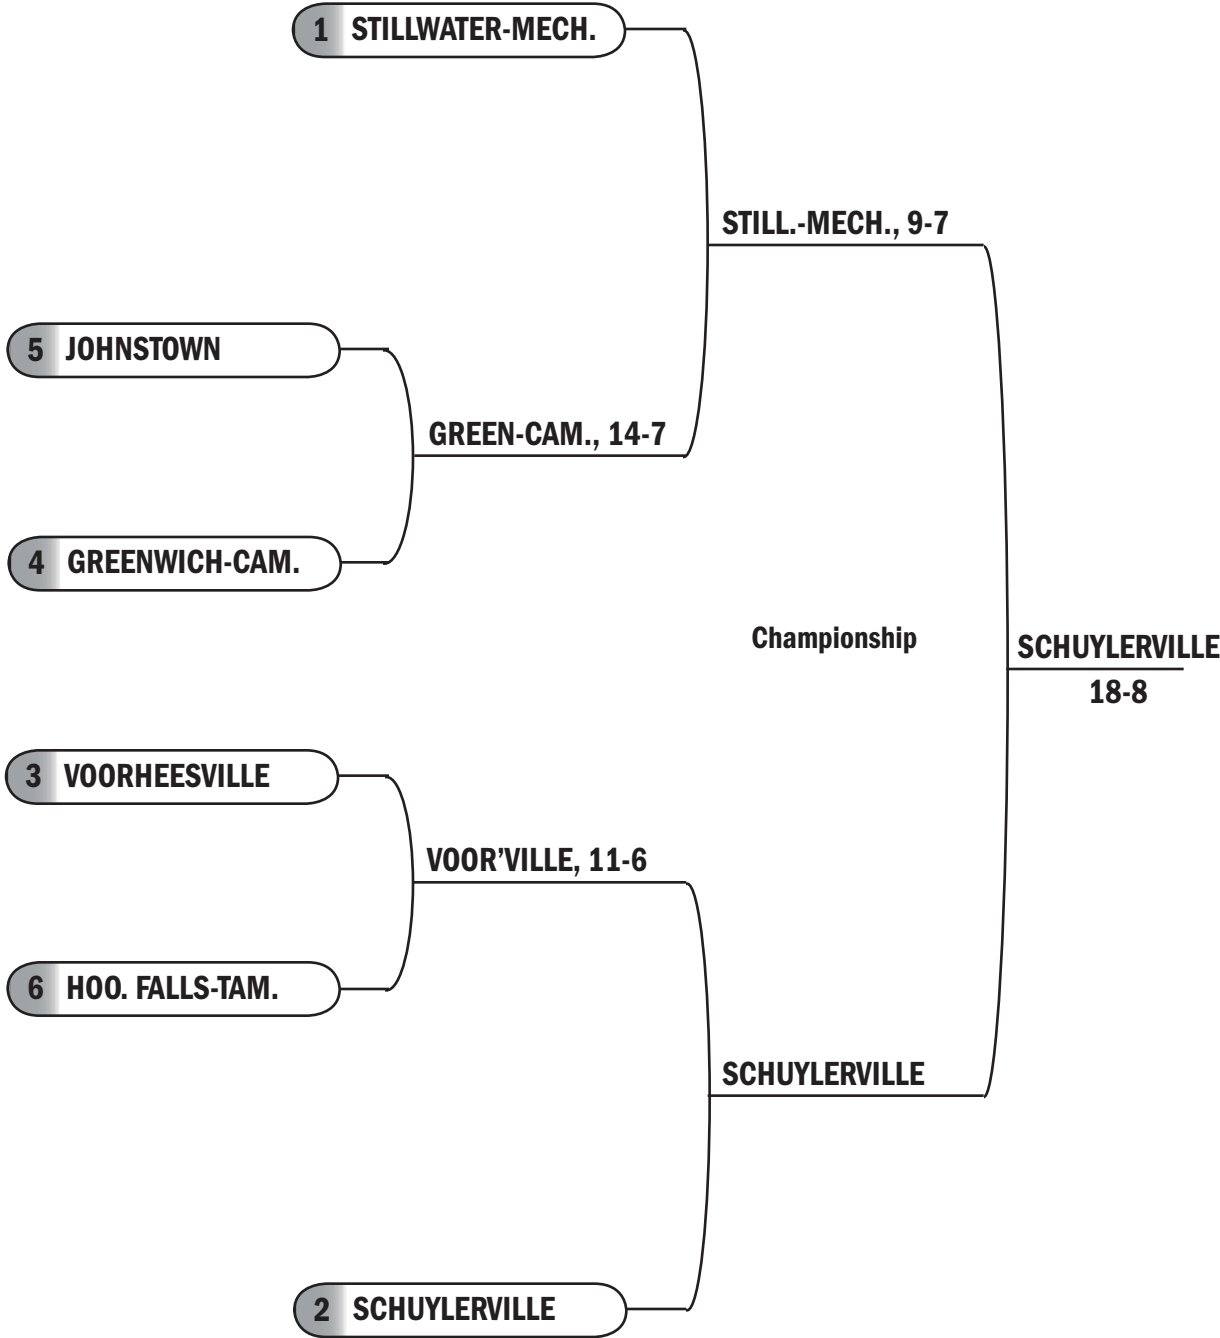 1 STILLWATER-MECH.
STILL.-MECH., 9-7
5 JOHNSTOWN
GREEN-CAM., 14-7
4 GREENWICH-CAM.
Championship
SCHUYLERVILLE
18-8
3 VOORHEESVILLE
VOOR’VILLE, 11-6
6 HOO. FALLS-TAM.
SCHUYLERVILLE
2 SCHUYLERVILLE